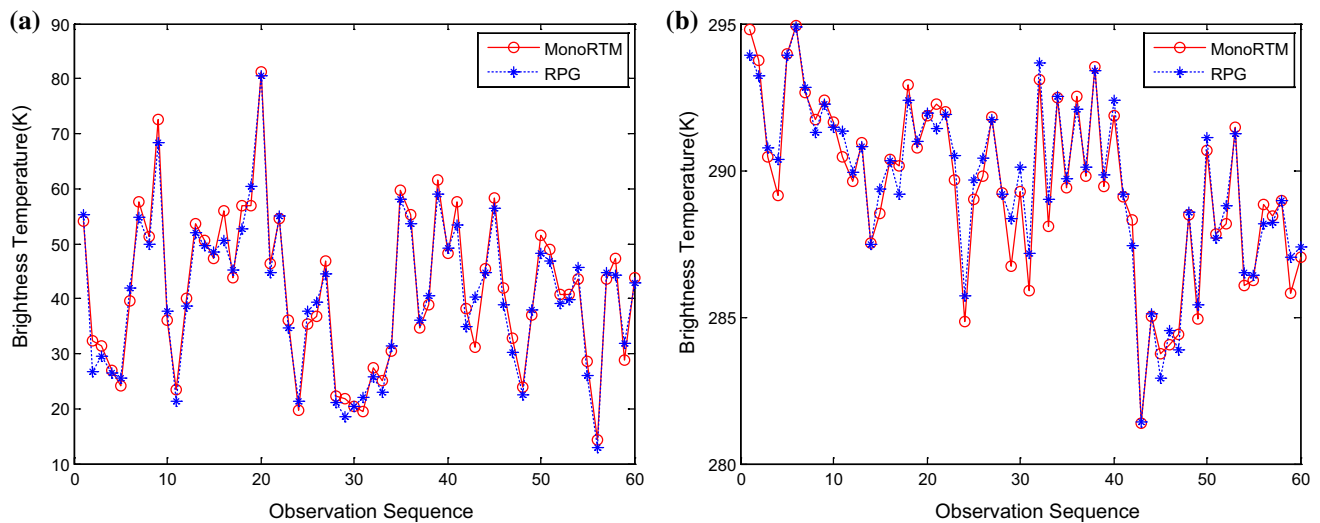 (a)
90
80
70
60
50
40
30
20
10
0 10 20 30 40 50 60
Brightness Temperature(K)
Observation Sequence
MonoRTM
RPG
(b)
295
290
285
280
0 10 20 30 40 50 60
Brightness Temperature(K)
Observation Sequence
MonoRTM
RPG